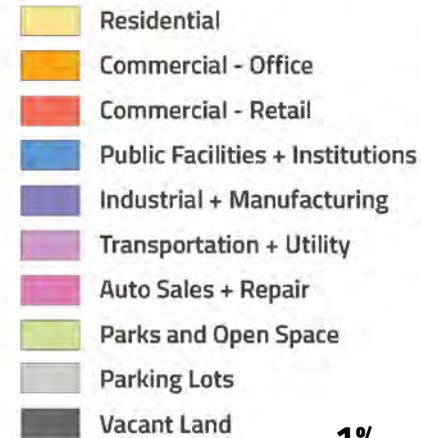 Residential
Commercial - Office
Commercial - Retail
Public Facilities + Institutions
Industrial + Manufacturing
Transportation + Utility
Auto Sales + Repair
Parks and Open Space
Parking Lots
Vacant Land
1%